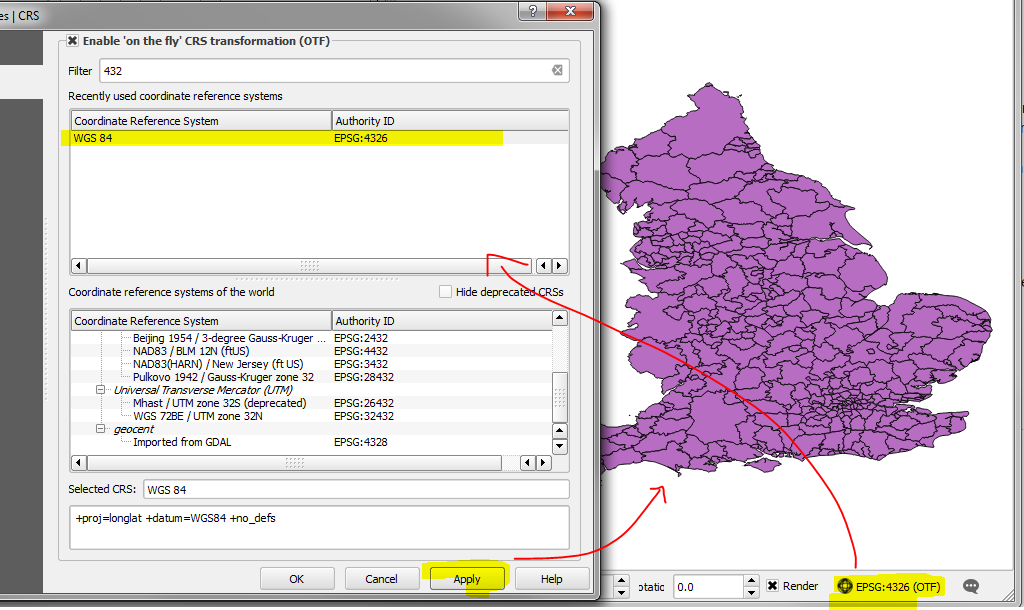 es | CRS
?
Enable 'on the fly' CRS transformation (OTF)
Filter 432
Recently used coordinate reference systems
Coordinate Reference System Authority ID
WGS 84 EPSG:4326
Coordinate reference systems of the world
Hide deprecated CRSs
Coordinate Reference System Authority ID
Beijing 1954 / 3-degree Gauss-Kruger ... EPSG:2432
NAD83 / BLM 12N (ftUS) EPSG:4432
NAD83(HARN) / New Jersey (ft US) EPSG:3432
Pulkovo 1942 / Gauss-Kruger zone 32 EPSG:28432
Universal Transverse Mercator (UTM)
Mhast / UTM zone 32S (deprecated) EPSG:26432
WGS 72BE / UTM zone 32N EPSG:32432
geocent
Imported from GDAL EPSG:4328
Selected CRS: WGS 84
+proj=longlat +datum=WGS84 +no_defs
OK Cancel Apply Help
otatic 0.0 Render EPSG:4326 (OTF)